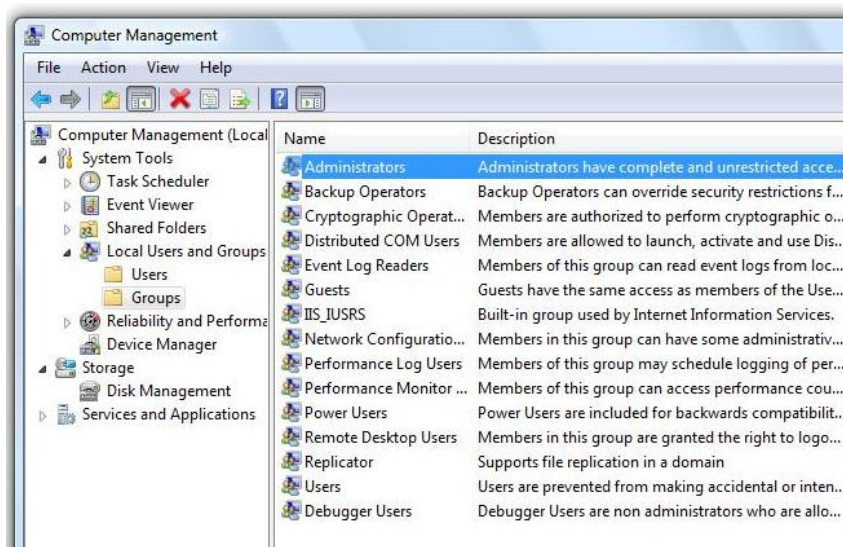 Computer Management
File Action View Help
Computer Management (Local
System Tools
Task Scheduler
Event Viewer
Shared Folders
Local Users and Groups
Users
Groups
Reliability and Performa
Device Manager
Storage
Disk Management
Services and Applications
Name Description
Administrators Administrators have complete and unrestricted acce...
Backup Operators Backup Operators can override security restrictions f...
Cryptographic Operat... Members are authorized to perform cryptographic o...
Distributed COM Users Members are allowed to launch, activate and use Dis...
Event Log Readers Members of this group can read event logs from loc...
Guests Guests have the same access as members of the Use...
IIS_IUSRS Built-in group used by Internet Information Services.
Network Configuratio... Members in this group can have some administrativ...
Performance Log Users Members of this group may schedule logging of per...
Performance Monitor ... Members of this group can access performance cou...
Power Users Power Users are included for backwards compatibilit...
Remote Desktop Users Members in this group are granted the right to logo...
Replicator Supports file replication in a domain
Users Users are prevented from making accidental or inten...
Debugger Users Debugger Users are non administrators who are allo...